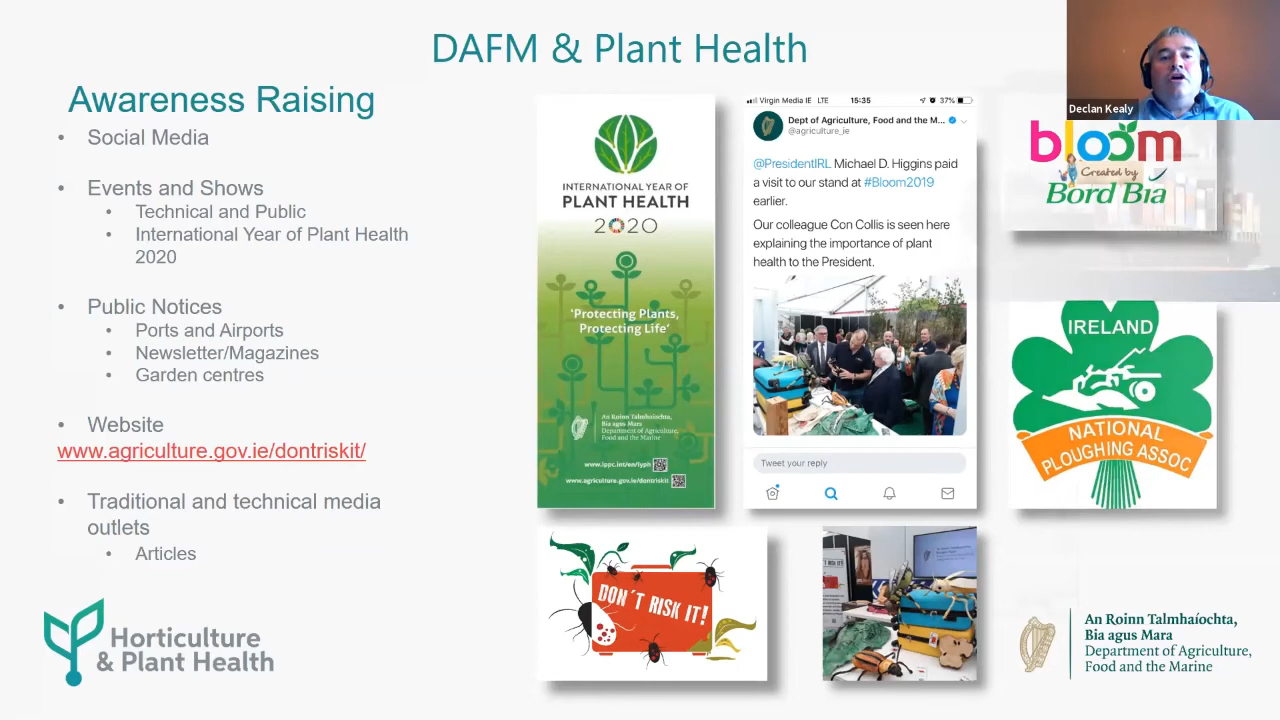 DAFM & Plant Health
Declan Kealy
Awareness Raising
• Social Media
• Events and Shows
• Technical and Public
• International Year of Plant Health
2020
• Public Notices
• Ports and Airports
• Newsletter/Magazines
• Garden centres
• Website
www.agriculture.gov.ie/dontriskit/
• Traditional and technical media
outlets
• Articles
Horticulture
& Plant Health
INTERNATIONAL YEAR OF
PLANT HEALTH
2020
'Protecting Plants,
Protecting Life'
An Roinn Talmhaíochta,
Bia agus Mara
Department of Agriculture,
Food and the Marine
www.ippc.int/en/iyph
www.agriculture.gov.ie/dontriskit
Virgin Media IE LTE 15:35 37%
Dept of Agriculture, Food and the M...
@agriculture_ie
@PresidentIRL Michael D. Higgins paid
a visit to our stand at #Bloom2019
earlier.
Our colleague Con Collis is seen here
explaining the importance of plant
health to the President.
Tweet your reply
bloom
Created by
Bord Bia
IRELAND
NATIONAL
PLOUGHING ASSOC
DON´T RISK IT!
An Roinn Talmhaíochta,
Bia agus Mara
Department of Agriculture,
Food and the Marine